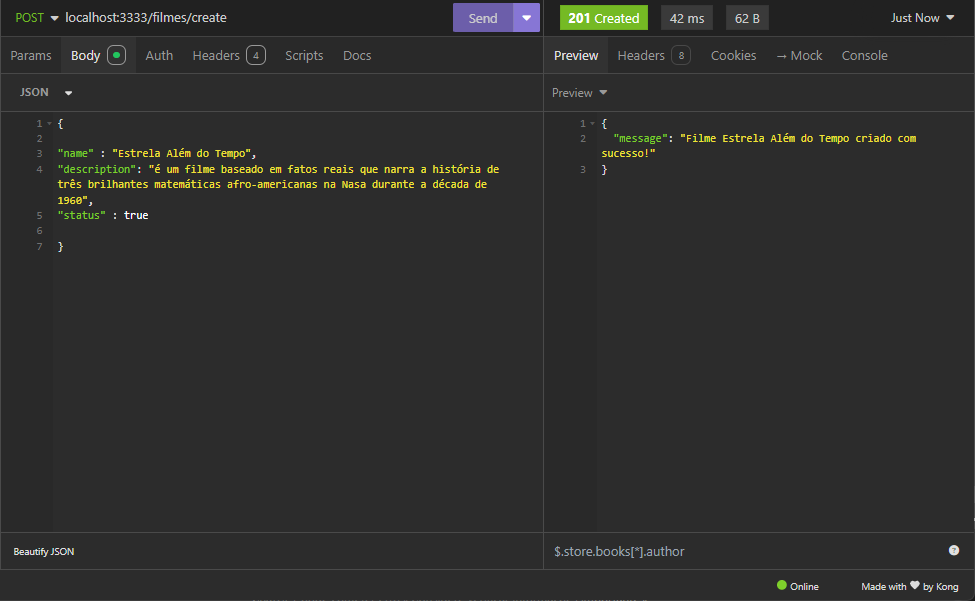 POST localhost:3333/filmes/create Send 201 Created 42 ms 62 B Just Now
Params Body Auth Headers 4 Scripts Docs Preview Headers 8 Cookies → Mock Console
JSON Preview
1 {
2
3 "name" : "Estrela Além do Tempo",
4 "description": "é um filme baseado em fatos reais que narra a história de
três brilhantes matemáticas afro-americanas na Nasa durante a década de
1960",
5 "status" : true
6
7 }
1 {
2 "message": "Filme Estrela Além do Tempo criado com
sucesso!"
3 }
Beautify JSON $.store.books[*].author ?
Online Made with ♥ by Kong